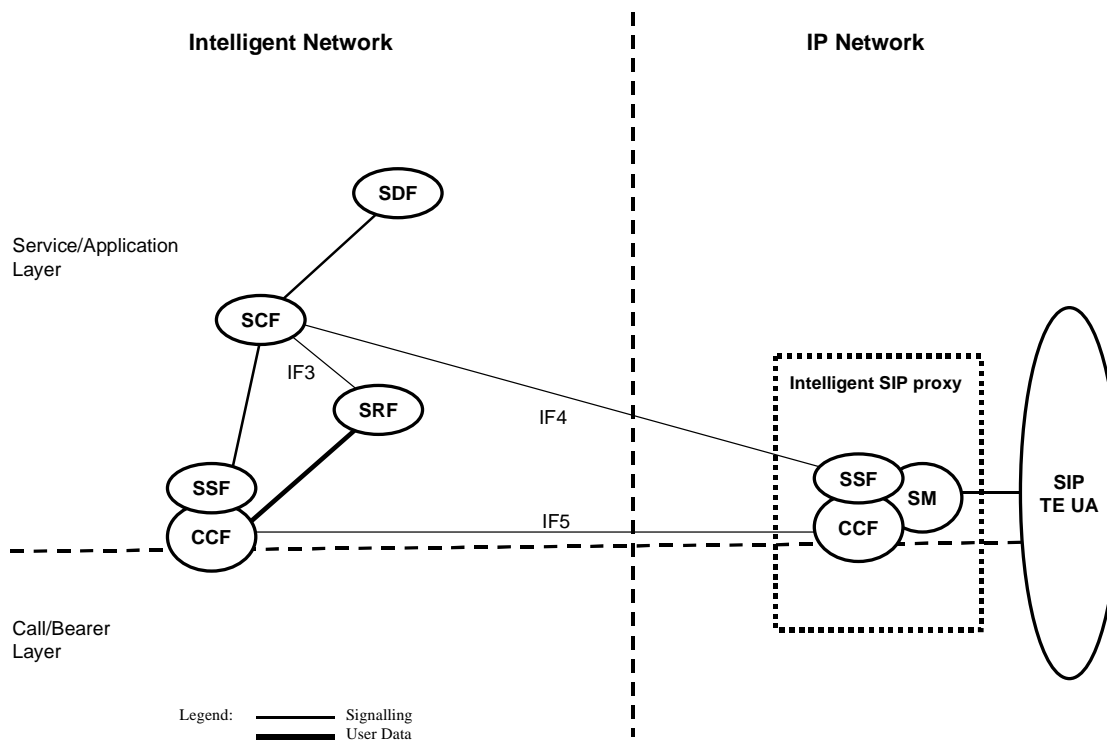 Intelligent Network
IP Network
SDF
Service/Application
Layer
SCF
IF3
SRF
IF4
Intelligent SIP proxy
SSF
CCF
IF5
SSF
SM
CCF
SIP
TE UA
Call/Bearer
Layer
Legend:
Signalling
User Data